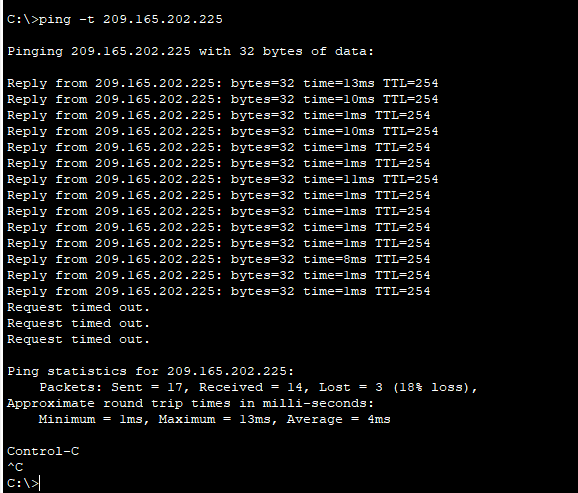 C:\>ping -t 209.165.202.225
Pinging 209.165.202.225 with 32 bytes of data:
Reply from 209.165.202.225: bytes=32 time=13ms TTL=254
Reply from 209.165.202.225: bytes=32 time=10ms TTL=254
Reply from 209.165.202.225: bytes=32 time=1ms TTL=254
Reply from 209.165.202.225: bytes=32 time=10ms TTL=254
Reply from 209.165.202.225: bytes=32 time=1ms TTL=254
Reply from 209.165.202.225: bytes=32 time=1ms TTL=254
Reply from 209.165.202.225: bytes=32 time=11ms TTL=254
Reply from 209.165.202.225: bytes=32 time=1ms TTL=254
Reply from 209.165.202.225: bytes=32 time=1ms TTL=254
Reply from 209.165.202.225: bytes=32 time=1ms TTL=254
Reply from 209.165.202.225: bytes=32 time=1ms TTL=254
Reply from 209.165.202.225: bytes=32 time=8ms TTL=254
Reply from 209.165.202.225: bytes=32 time=1ms TTL=254
Reply from 209.165.202.225: bytes=32 time=1ms TTL=254
Request timed out.
Request timed out.
Request timed out.
Ping statistics for 209.165.202.225:
Packets: Sent = 17, Received = 14, Lost = 3 (18% loss),
Approximate round trip times in milli-seconds:
Minimum = 1ms, Maximum = 13ms, Average = 4ms
Control-C
^C
C:\>